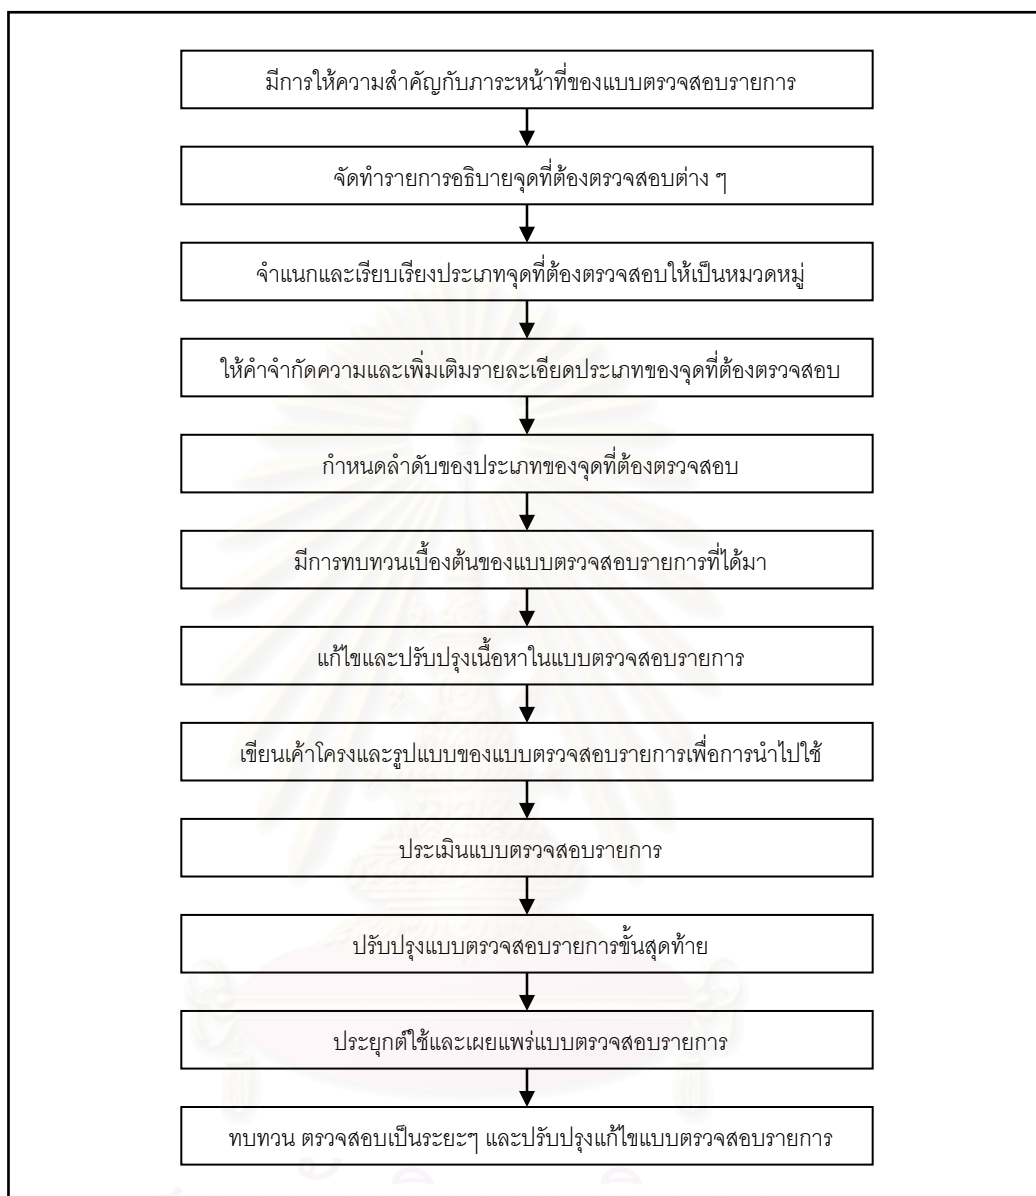 มีการให้ความสำคัญกับภาระหน้าที่ของแบบตรวจสอบรายการ
จัดทำรายการอธิบายจุดที่ต้องตรวจสอบต่าง ๆ
จำแนกและเรียบเรียงประเภทจุดที่ต้องตรวจสอบให้เป็นหมวดหมู่
ให้คำจำกัดความและเพิ่มเติมรายละเอียดประเภทของจุดที่ต้องตรวจสอบ
กำหนดลำดับของประเภทของจุดที่ต้องตรวจสอบ
มีการทบทวนเบื้องต้นของแบบตรวจสอบรายการที่ได้มา
แก้ไขและปรับปรุงเนื้อหาในแบบตรวจสอบรายการ
เขียนเค้าโครงและรูปแบบของแบบตรวจสอบรายการเพื่อการนำไปใช้
ประเมินแบบตรวจสอบรายการ
ปรับปรุงแบบตรวจสอบรายการขั้นสุดท้าย
ประยุกต์ใช้และเผยแพร่แบบตรวจสอบรายการ
ทบทวน ตรวจสอบเป็นระยะๆ และปรับปรุงแก้ไขแบบตรวจสอบรายการ